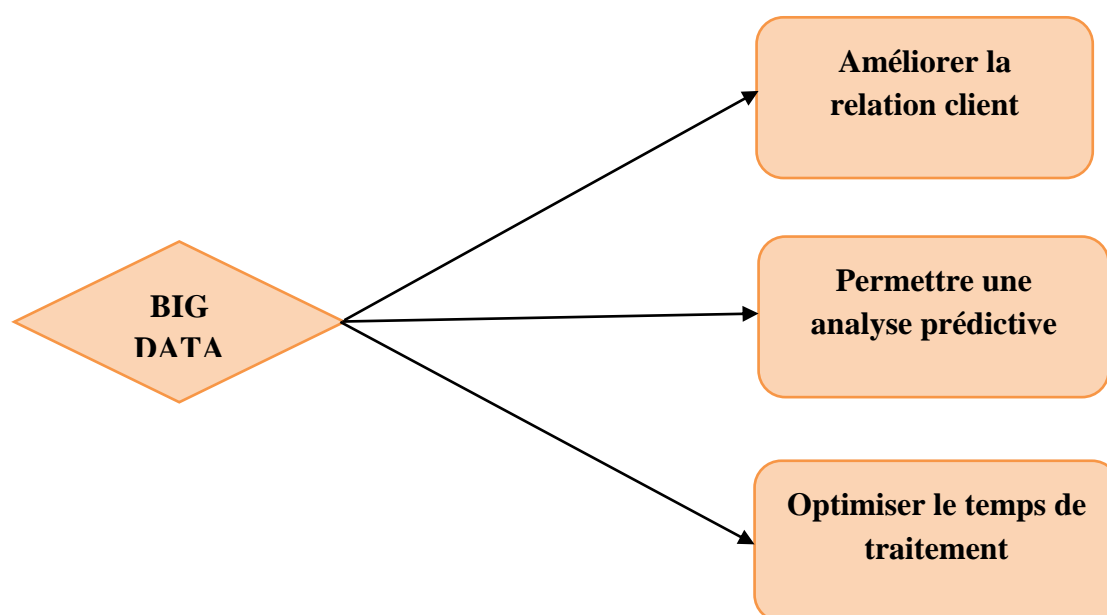 Améliorer la
relation client
BIG
DATA
Permettre une
analyse prédictive
Optimiser le temps de
traitement